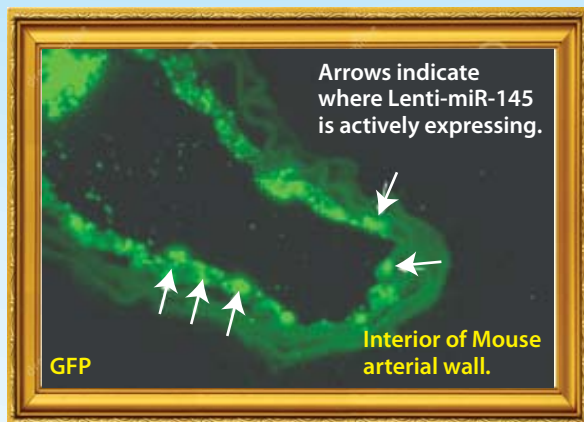 Arrows indicate
where Lenti-miR-145
is actively expressing.
Interior of Mouse
arterial wall.
GFP